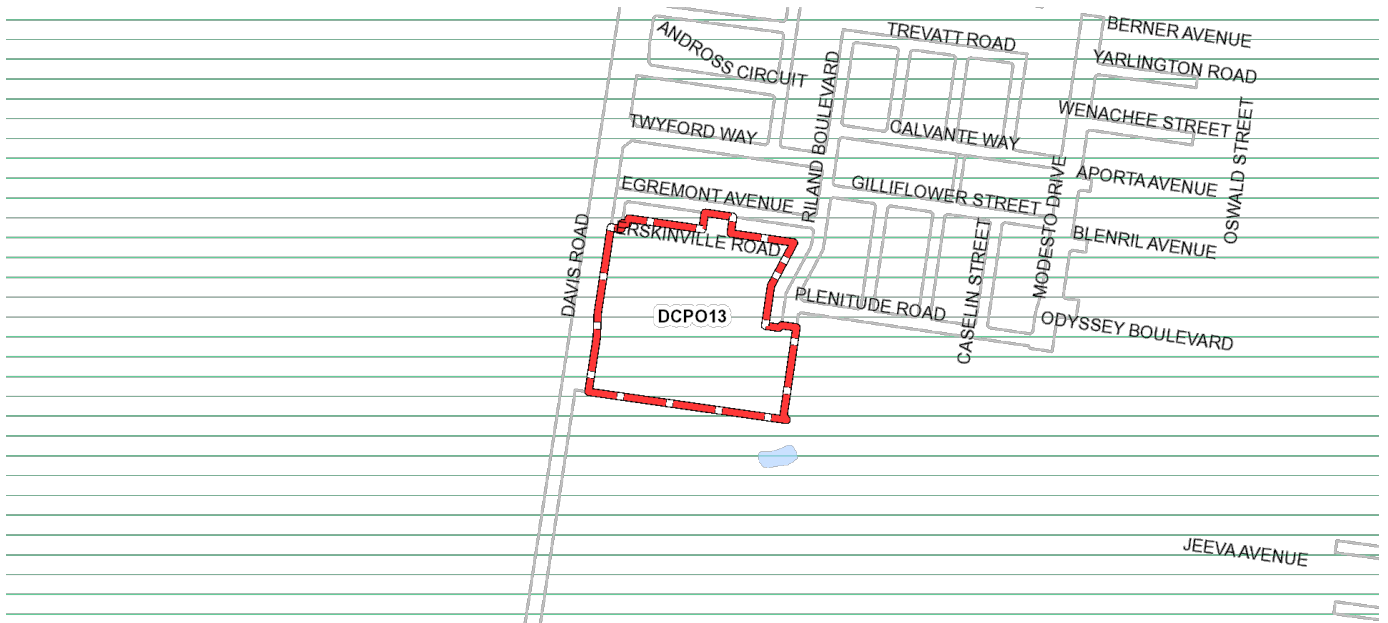 BERNER AVENUE
TREVATT ROAD
ANDROSS CIRCUIT
YARLINGTON ROAD
RILAND BOULEVARD
WENACHEE STREET
TWYFORD WAY
CALVANTE WAY
OSWALD STREET
APORTA AVENUE
EGREMONT AVENUE
GILLIFLOWER STREET
MODESTO DRIVE
ERSKINVILLE ROAD
BLENRIL AVENUE
DAVIS ROAD
CASELIN STREET
PLENITUDE ROAD
DCPO13
ODYSSEY BOULEVARD
JEEVA AVENUE